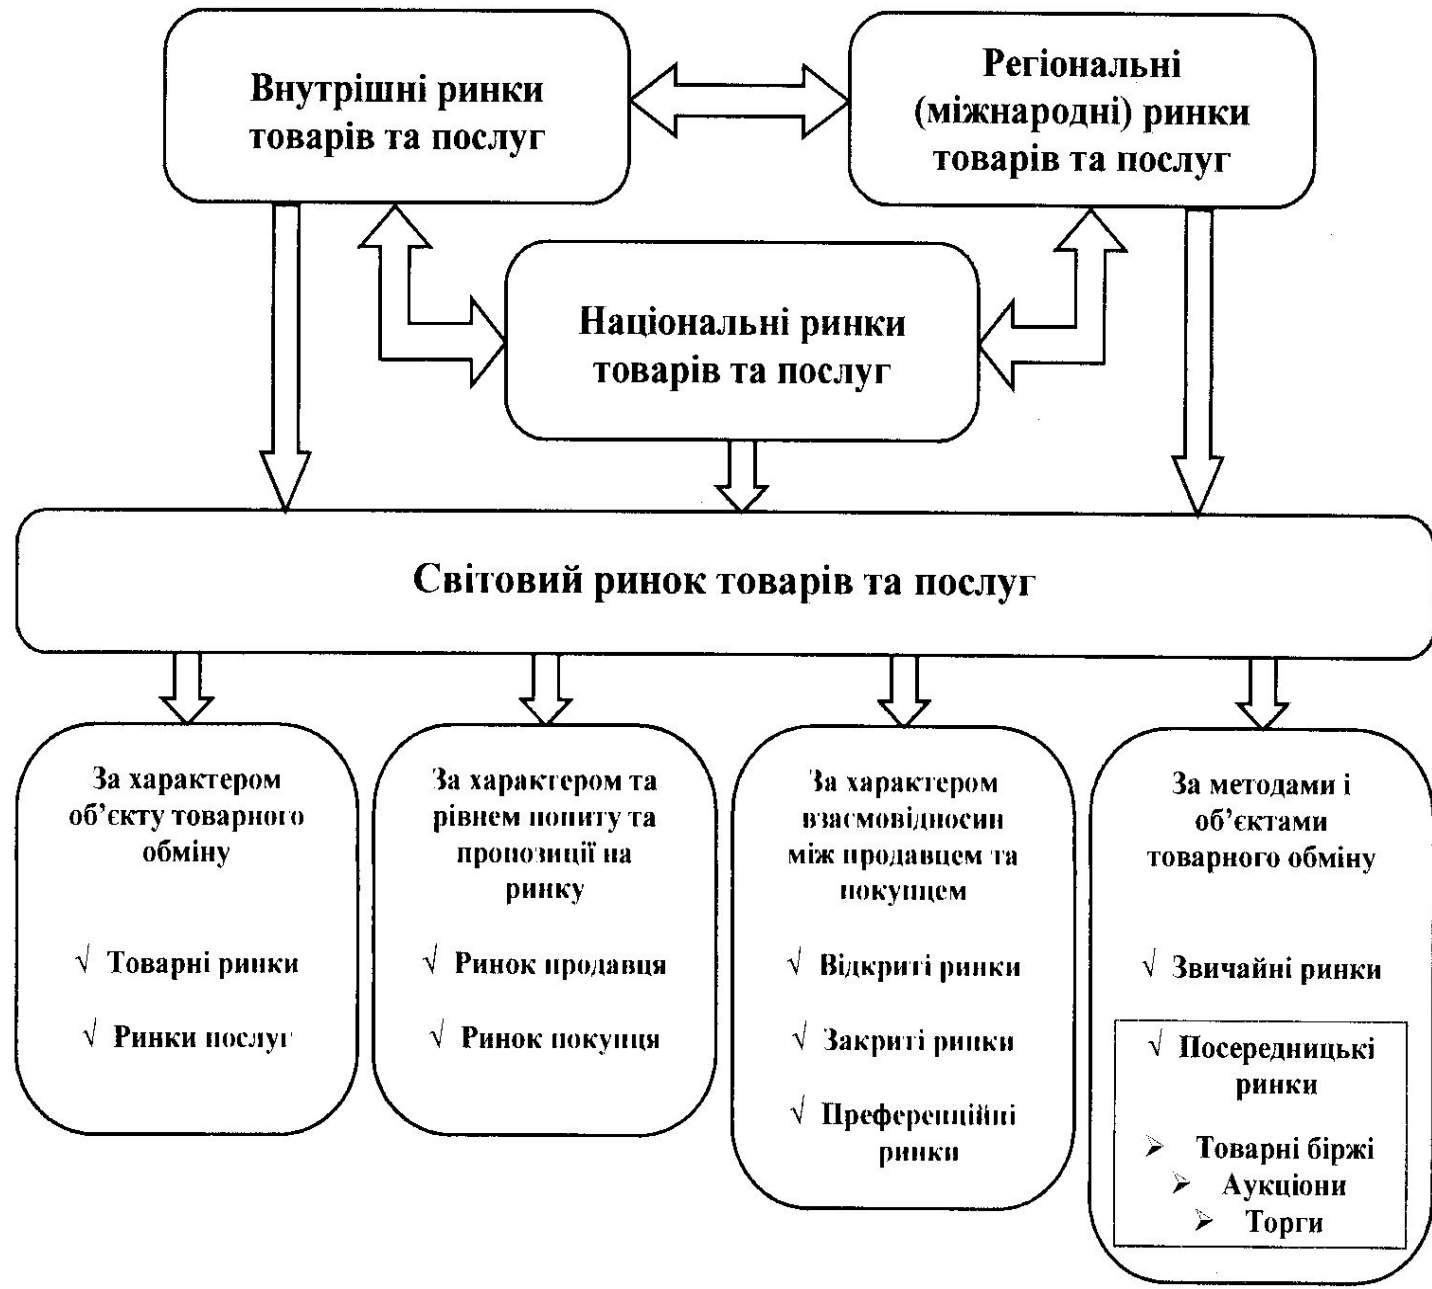 Внутрішні ринки
товарів та послуг
Регіональні
(міжнародні) ринки
товарів та послуг
Національні ринки
товарів та послуг
Світовий ринок товарів та послуг
За характером
об’єкту товарного
обміну
√ Товарні ринки
√ Ринки послуг
За характером та
рівнем попиту та
пропозиції на
ринку
√ Ринок продавця
√ Ринок покупця
За характером
взаємовідносин
між продавцем та
покупцем
√ Відкриті ринки
√ Закриті ринки
√ Преференційні
ринки
За методами і
об’єктами
товарного обміну
√ Звичайні ринки
√ Посередницькі
ринки
➢ Товарні біржі
➢ Аукціони
➢ Торги